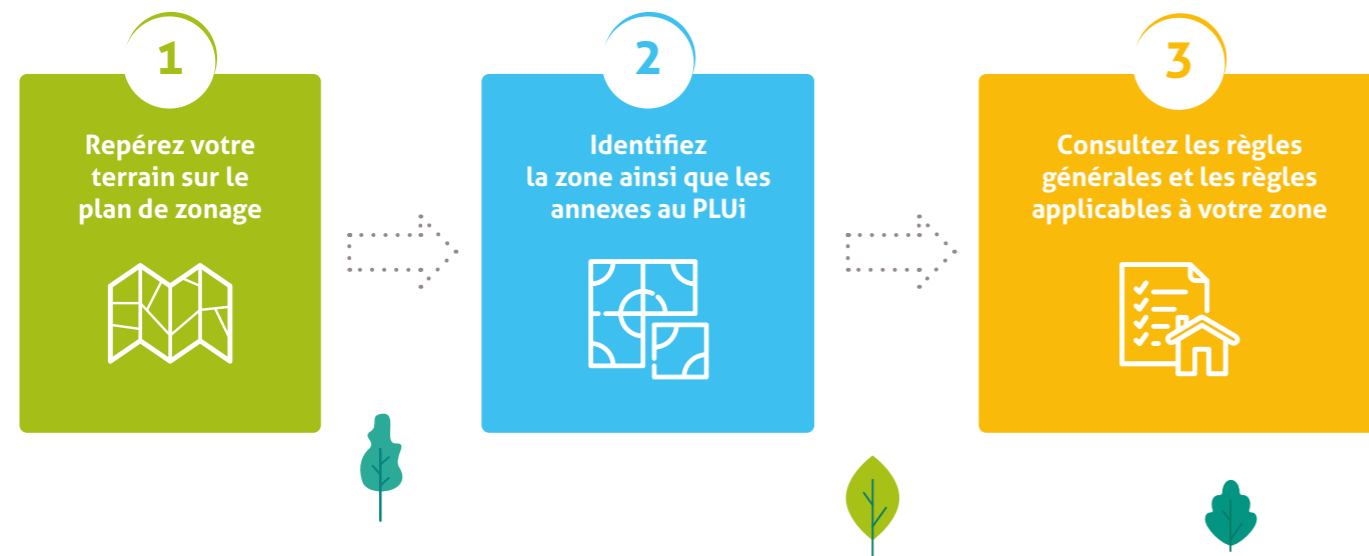 1
Repérez votre
terrain sur le
plan de zonage
2
Identifiez
la zone ainsi que les
annexes au PLUi
3
Consultez les règles
générales et les règles
applicables à votre zone